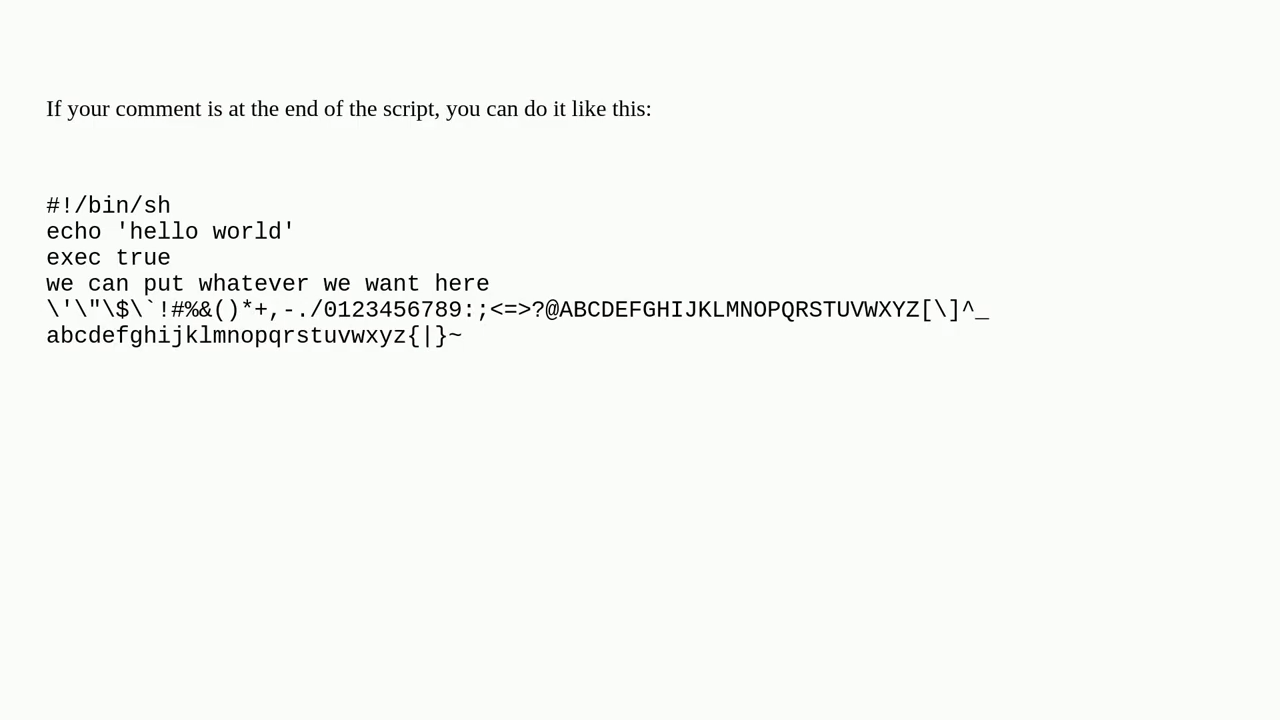 If your comment is at the end of the script, you can do it like this:
#!/bin/sh
echo 'hello world'
exec true
we can put whatever we want here
\'\"\$\`!#%&()*+,-./0123456789:;<=>?@ABCDEFGHIJKLMNOPQRSTUVWXYZ[\]^_
abcdefghijklmnopqrstuvwxyz{|}~